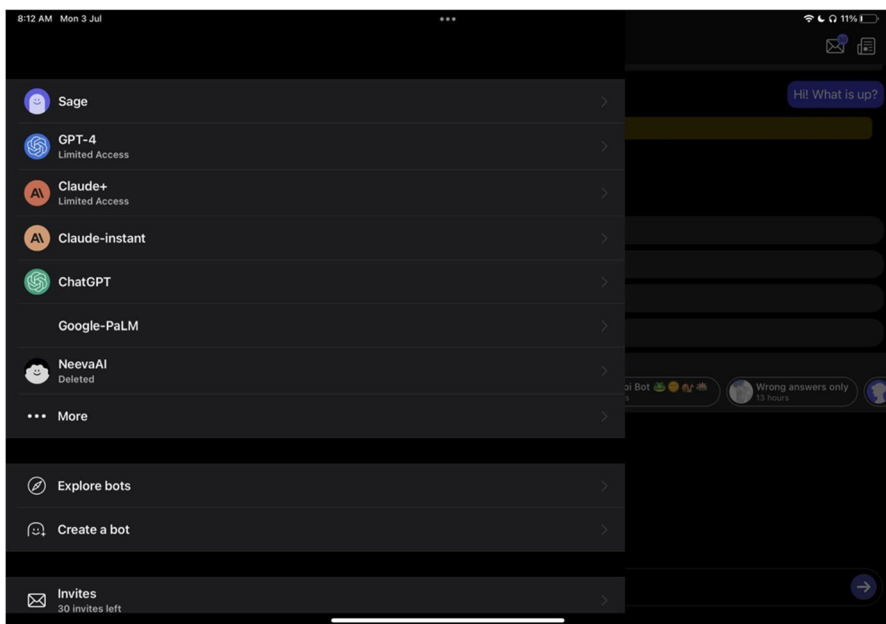 8:12 AM Mon 3 Jul
11%
Hi! What is up?
Sage
GPT-4
Limited Access
Claude+
Limited Access
Claude-instant
ChatGPT
Google-PaLM
NeevaAI
Deleted
More
pi Bot
s
Wrong answers only
13 hours
Explore bots
Create a bot
Invites
30 invites left